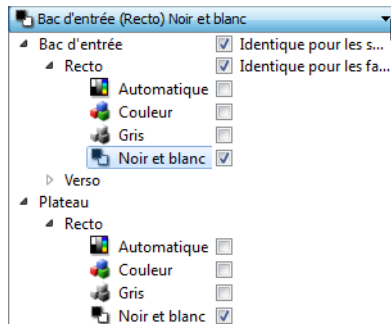 Bac d'entrée (Recto) Noir et blanc
Bac d'entrée Identique pour les s...
Recto Identique pour les fa...
Automatique
Couleur
Gris
Noir et blanc
Verso
Plateau
Recto
Automatique
Couleur
Gris
Noir et blanc